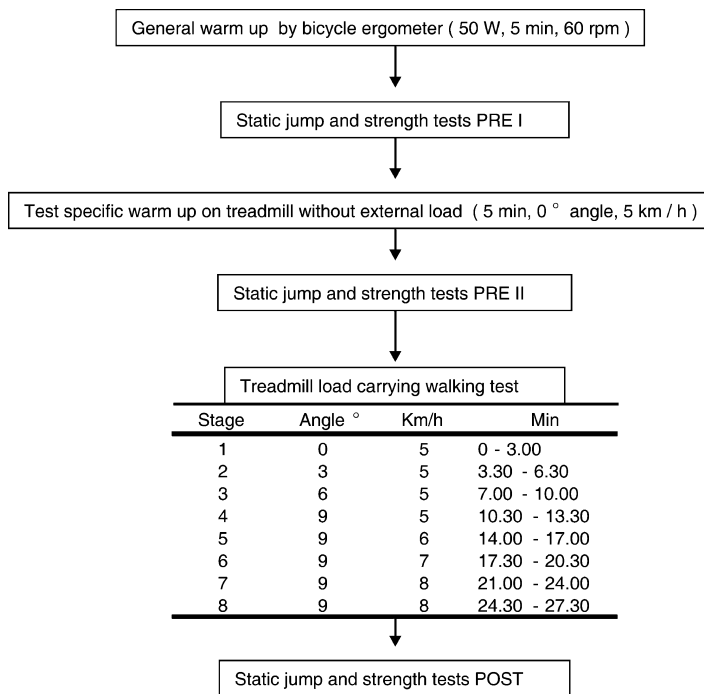 General warm up by bicycle ergometer ( 50 W, 5 min, 60 rpm )
Static jump and strength tests PRE I
Test specific warm up on treadmill without external load ( 5 min, 0 ° angle, 5 km / h )
Static jump and strength tests PRE II
Treadmill load carrying walking test
Stage Angle ° Km/h Min
1 0 5 0 - 3.00
2 3 5 3.30 - 6.30
3 6 5 7.00 - 10.00
4 9 5 10.30 - 13.30
5 9 6 14.00 - 17.00
6 9 7 17.30 - 20.30
7 9 8 21.00 - 24.00
8 9 8 24.30 - 27.30
Static jump and strength tests POST